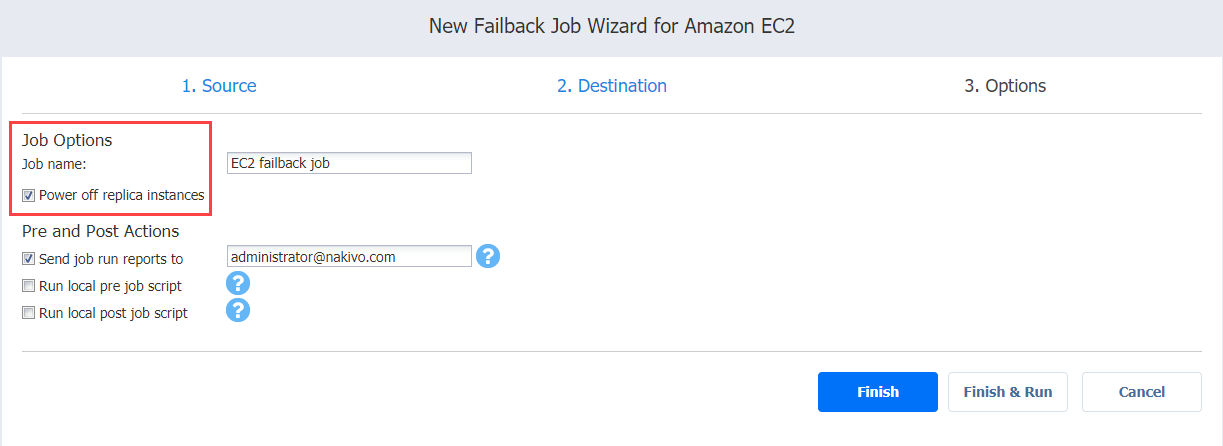 New Failback Job Wizard for Amazon EC2
1. Source 2. Destination 3. Options
Job Options
Job name: EC2 failback job
Power off replica instances
Pre and Post Actions
Send job run reports to administrator@nakivo.com ?
Run local pre job script ?
Run local post job script ?
Finish Finish & Run Cancel